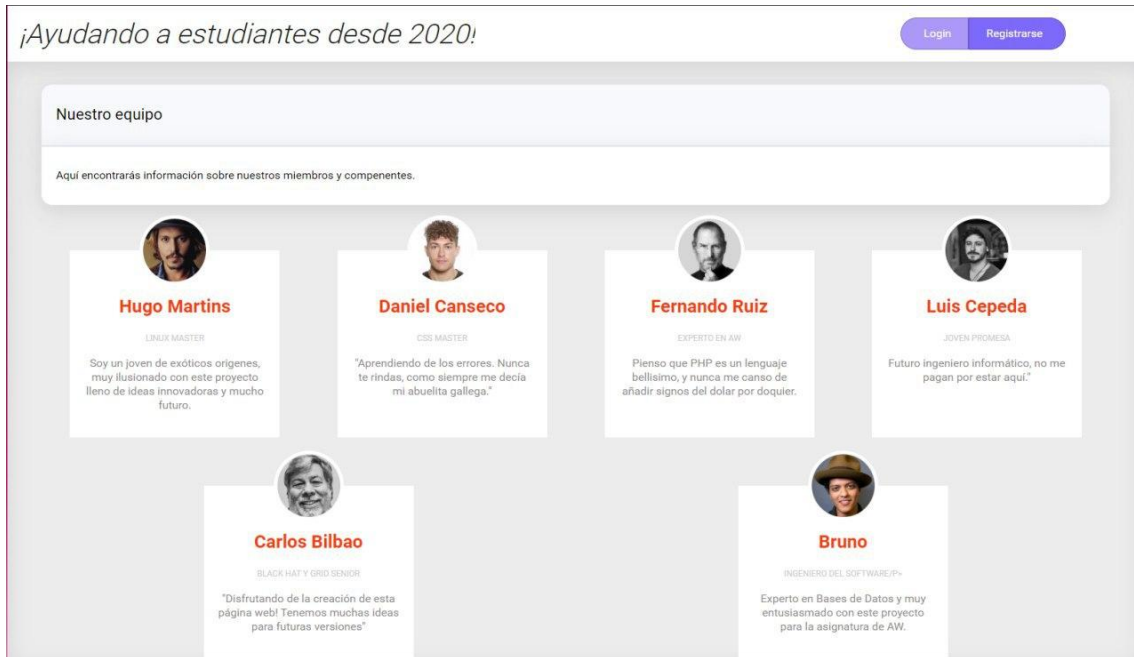 ¡Ayudando a estudiantes desde 2020!
Login
Registrarse
Nuestro equipo
Aquí encontrarás información sobre nuestros miembros y compenentes.
Hugo Martins
LINUX MASTER
Soy un joven de exóticos origenes,
muy ilusionado con este proyecto
lleno de ideas innovadoras y mucho
futuro.
Daniel Canseco
CSS MASTER
"Aprendiendo de los errores. Nunca
te rindas, como siempre me decía
mi abuelita gallega."
Fernando Ruiz
EXPERTO EN AW
Pienso que PHP es un lenguaje
bellisimo, y nunca me canso de
añadir signos del dolar por doquier.
Luis Cepeda
JOVEN PROMESA
Futuro ingeniero informático, no me
pagan por estar aquí."
Carlos Bilbao
BLACK HAT Y GRID SENIOR
"Disfrutando de la creación de esta
página web! Tenemos muchas ideas
para futuras versiones"
Bruno
INGENIERO DEL SOFTWARE/P+
Experto en Bases de Datos y muy
entusiasmado con este proyecto
para la asignatura de AW.